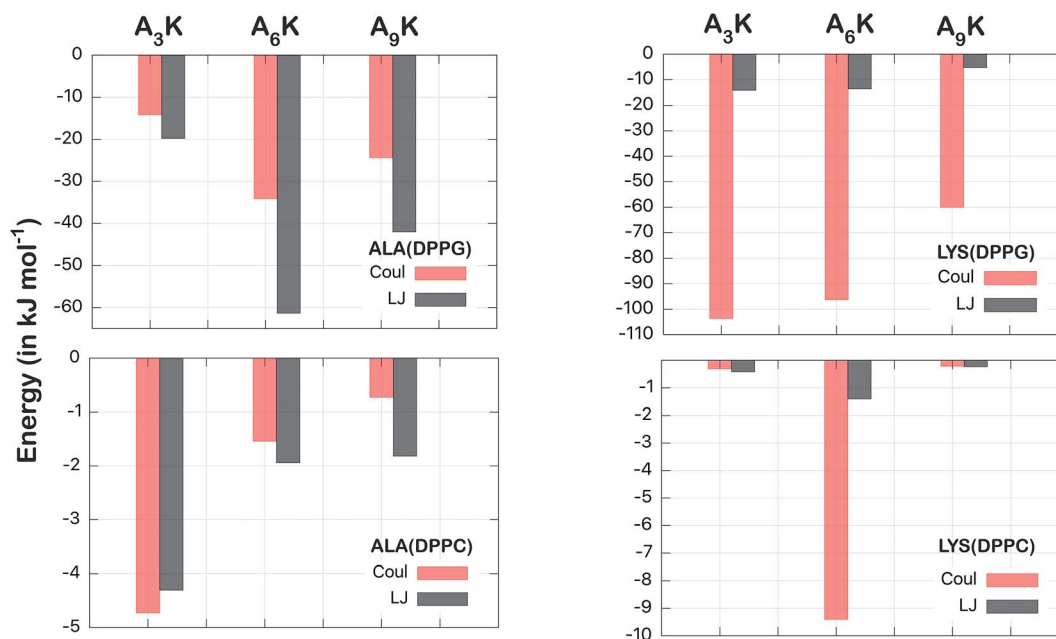 Energy (in kJ mol⁻¹)
A₃K A₆K A₉K
0
-10
-20
-30
-40
-50
-60
ALA(DPPG)
Coul
LJ
A₃K A₆K A₉K
0
-10
-20
-30
-40
-50
-60
-70
-80
-90
-100
-110
LYS(DPPG)
Coul
LJ
0
-1
-2
-3
-4
-5
ALA(DPPC)
Coul
LJ
-1
-2
-3
-4
-5
-6
-7
-8
-9
-10
LYS(DPPC)
Coul
LJ